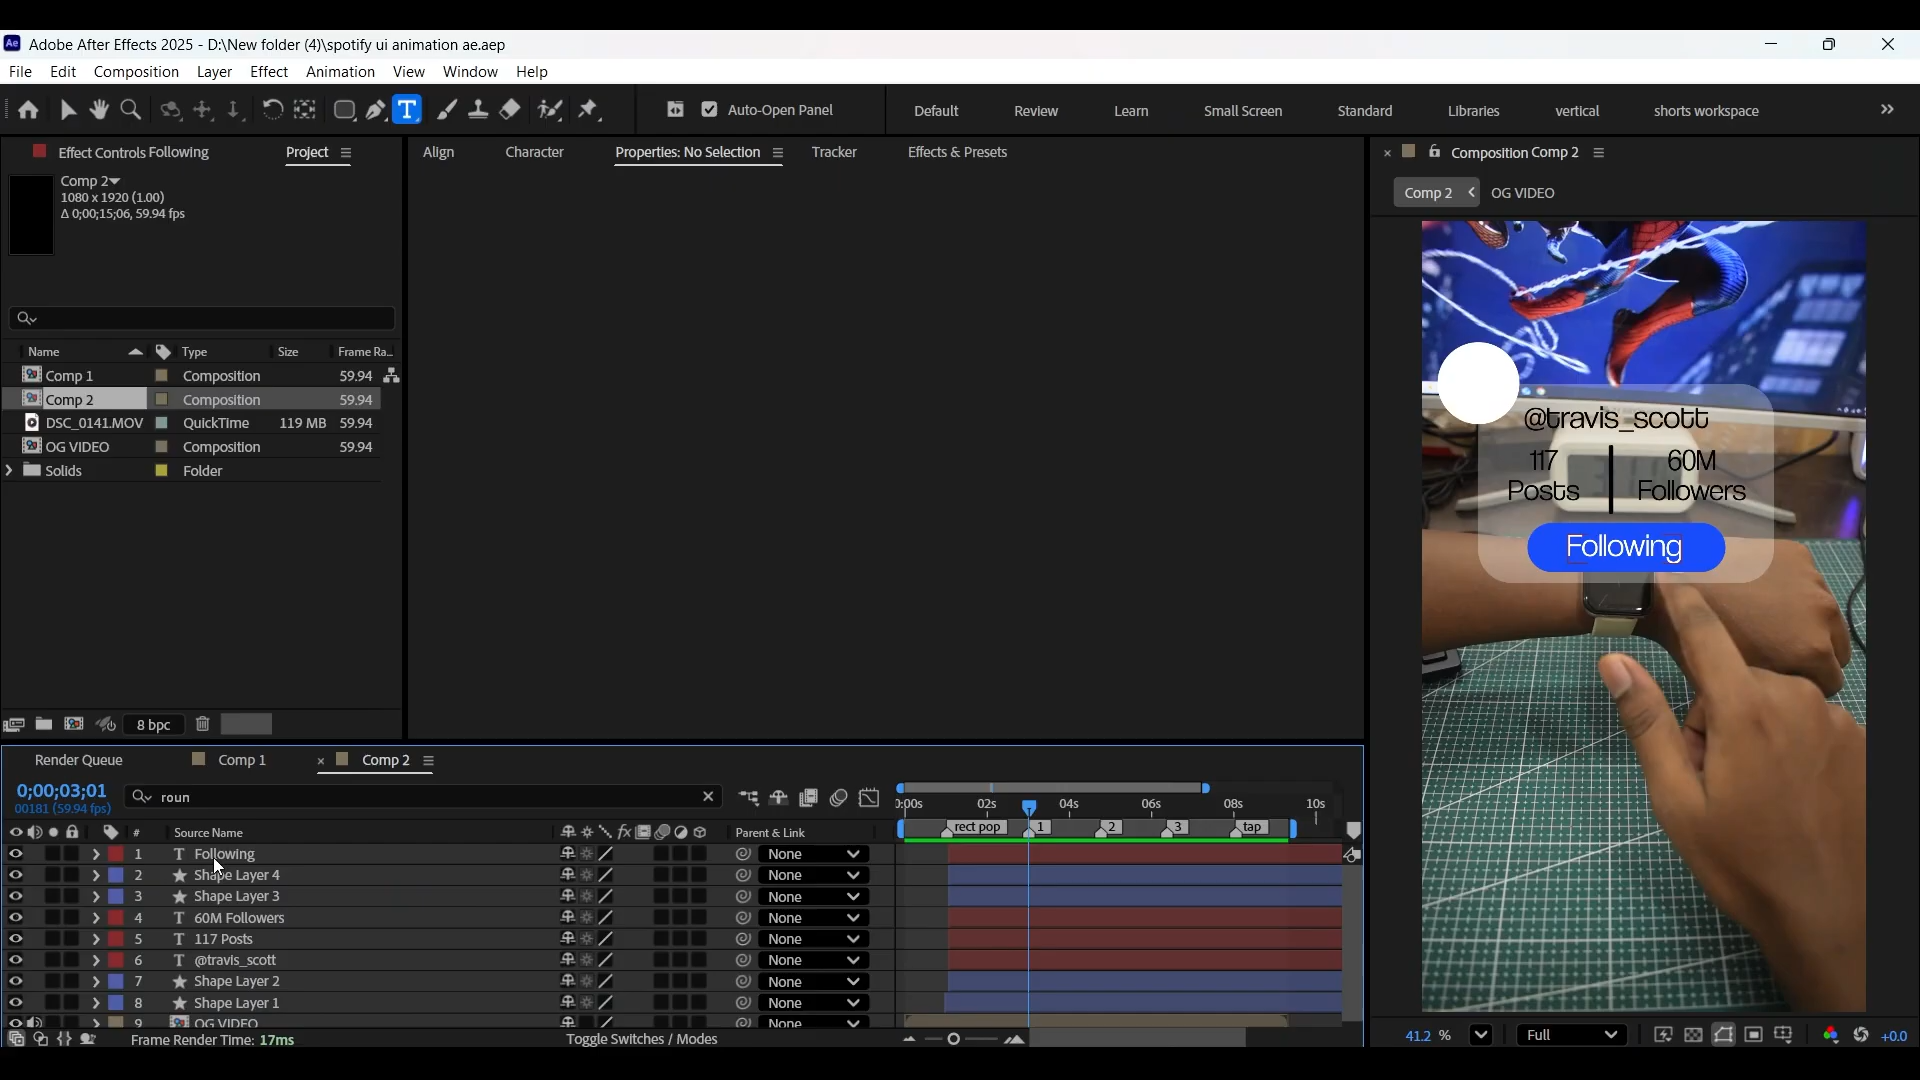 Adobe After Effects 2025 - D:\New folder (4)\spotify ui animation ae.aep
File Edit Composition Layer Effect Animation View Window Help
T Auto-Open Panel Default Review Learn Small Screen Standard Libraries vertical shorts workspace
Effect Controls Following Project
Align Character Properties: No Selection Tracker Effects & Presets
Composition Comp 2
Comp 2
1080 x 1920 (1.00)
Δ 0;00;15;06, 59.94 fps
Comp 2 OG VIDEO
Name Type Size Frame Ra...
Comp 1 Composition 59.94
Comp 2 Composition 59.94
DSC_0141.MOV QuickTime 119 MB 59.94
OG VIDEO Composition 59.94
Solids Folder
@travis_scott
117
Posts
60M
Followers
Following
8 bpc
Render Queue Comp 1 Comp 2
0;00;03;01
00181 (59.94 fps)
roun
0:00s 02s 04s 06s 08s 10s
rect pop 1 2 3 tap
# Source Name fx Parent & Link
1 T Following None
2 Shape Layer 4 None
3 Shape Layer 3 None
4 T 60M Followers None
5 T 117 Posts None
6 T @travis_scott None
7 Shape Layer 2 None
8 Shape Layer 1 None
9 OG VIDEO None
Frame Render Time: 17ms Toggle Switches / Modes
41.2 % Full +0.0